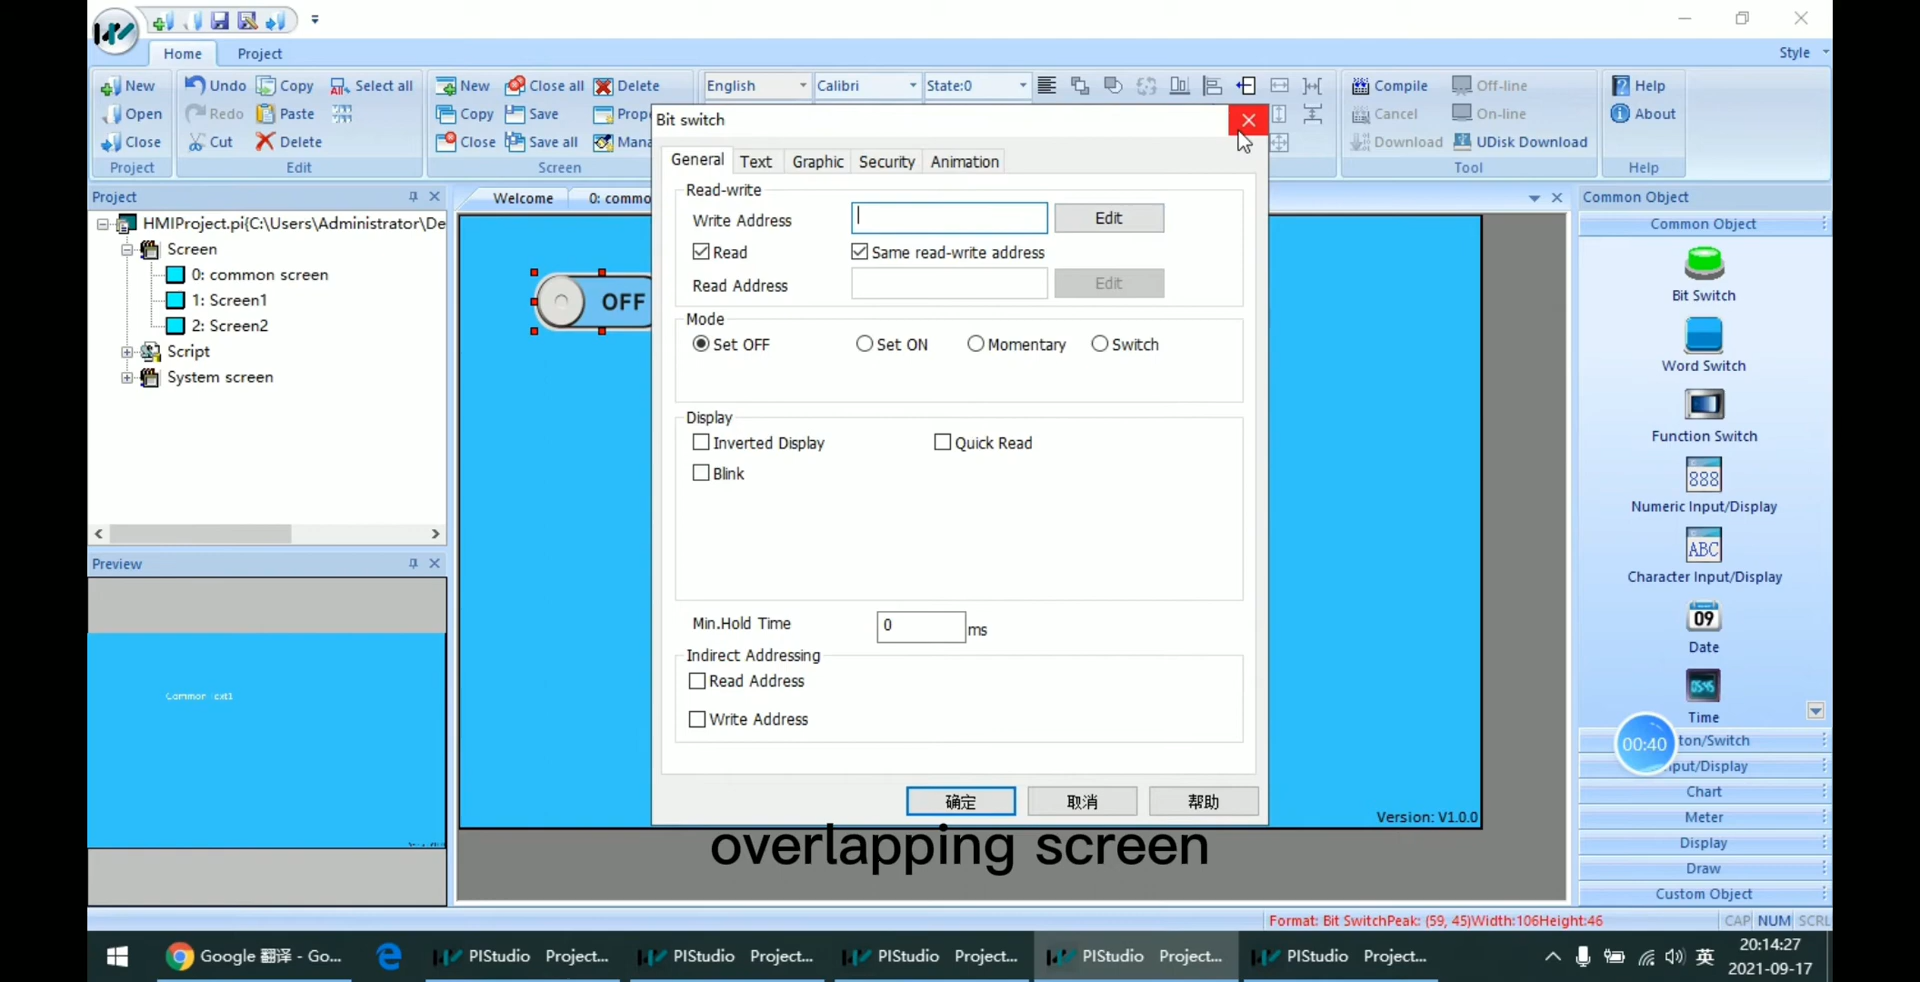 Home Project Style
New Undo Copy Select all New Close all Delete English Calibri State:0 Compile Off-line Help
Open Redo Paste Copy Save Prop Cancel On-line About
Close Cut Delete Close Save all Mana Download UDisk Download
Project Edit Screen Tool Help
Project
HMIProject.pi{C:\Users\Administrator\De
Screen
0: common screen
1: Screen1
2: Screen2
Script
System screen
Preview
Version: V1.0.0
Welcome 0: commo
OFF
Version: V1.0.0
Bit switch
General Text Graphic Security Animation
Read-write
Write Address Edit
Read Same read-write address
Read Address Edit
Mode
Set OFF Set ON Momentary Switch
Display
Inverted Display Quick Read
Blink
Min.Hold Time 0 ms
Indirect Addressing
Read Address
Write Address
确定 取消 帮助
overlapping screen
Common Object
Common Object
Bit Switch
Word Switch
Function Switch
888
Numeric Input/Display
ABC
Character Input/Display
09
Date
05:45
Time
00:40
ton/Switch
put/Display
Chart
Meter
Display
Draw
Custom Object
Format: Bit SwitchPeak: (59, 45)Width:106Height:46 CAP NUM SCRL
Google 翻译 - Go... PIStudio Project... PIStudio Project... PIStudio Project... PIStudio Project... PIStudio Project... 英 20:14:27
2021-09-17